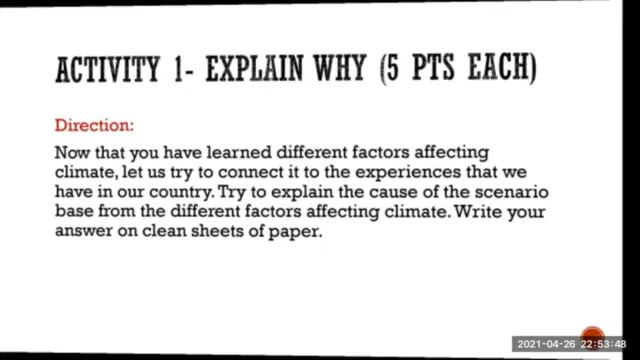 ACTIVITY 1- EXPLAIN WHY (5 PTS EACH)
Direction:
Now that you have learned different factors affecting
climate, let us try to connect it to the experiences that we
have in our country. Try to explain the cause of the scenario
base from the different factors affecting climate. Write your
answer on clean sheets of paper.
2021-04-26 22:53:48